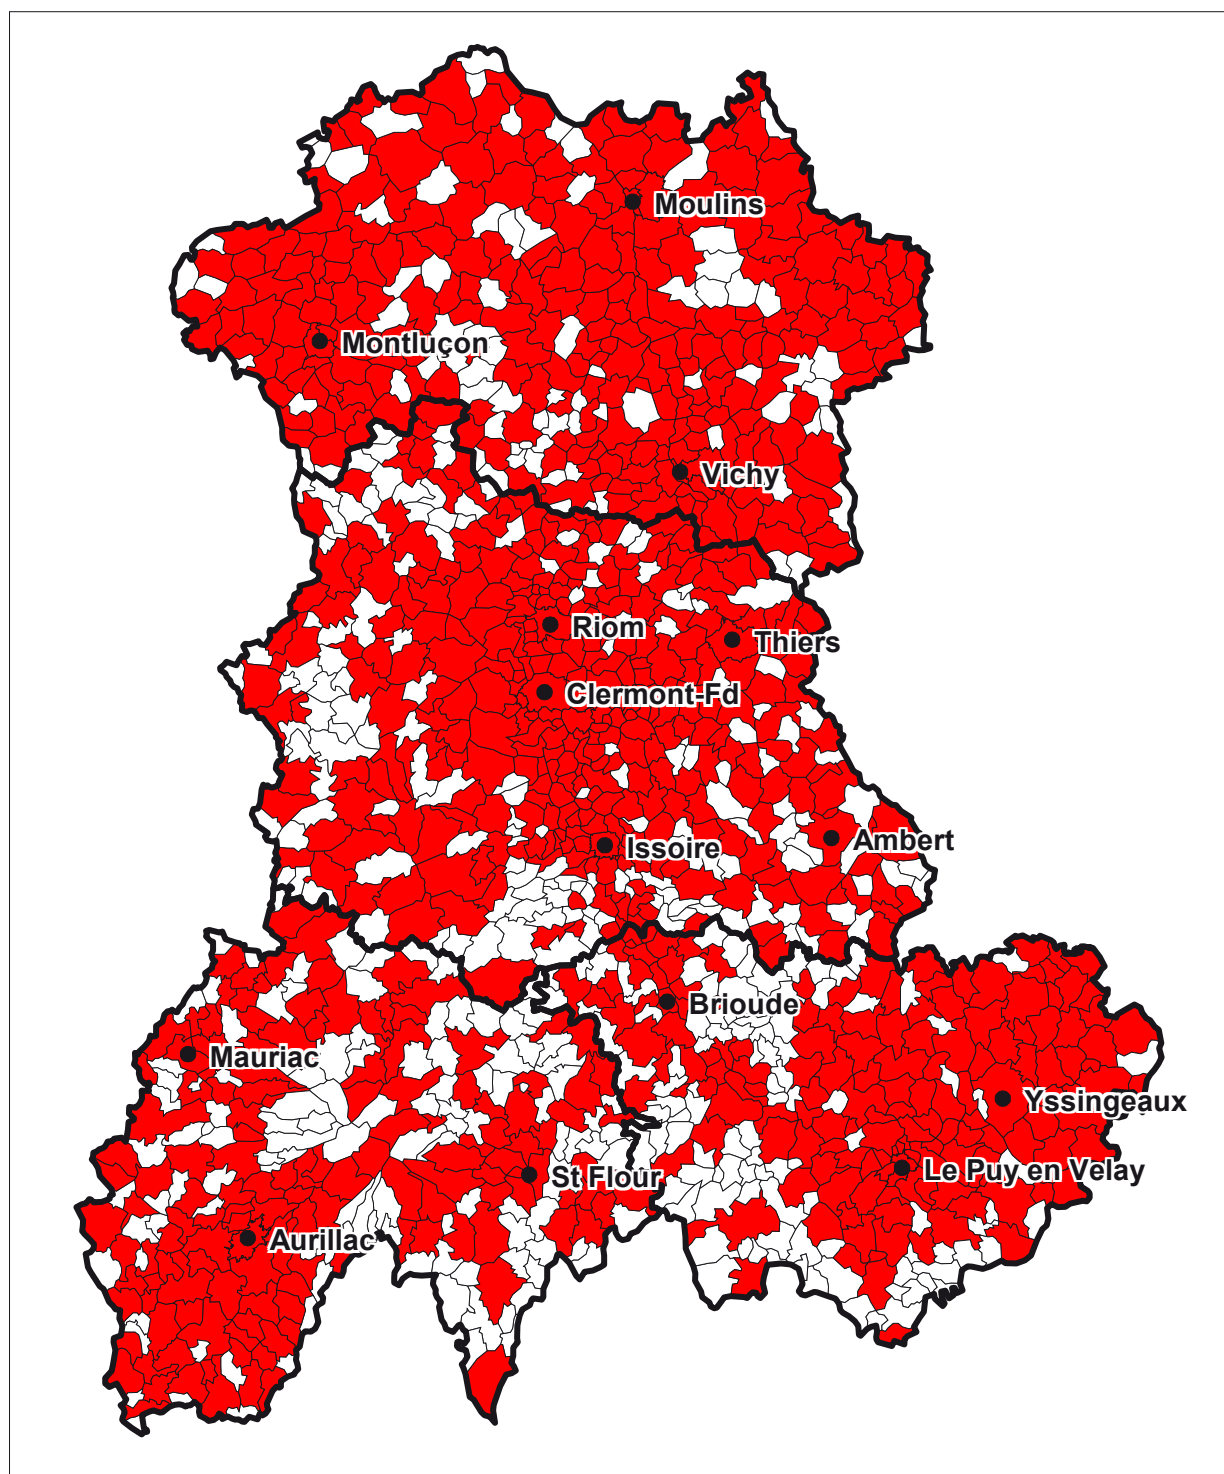 Moulins
Montluçon
Vichy
Riom
Thiers
Clermont-Fd
Ambert
Issoire
Brioude
Mauriac
Yssingeaux
St Flour
Le Puy en Velay
Aurillac